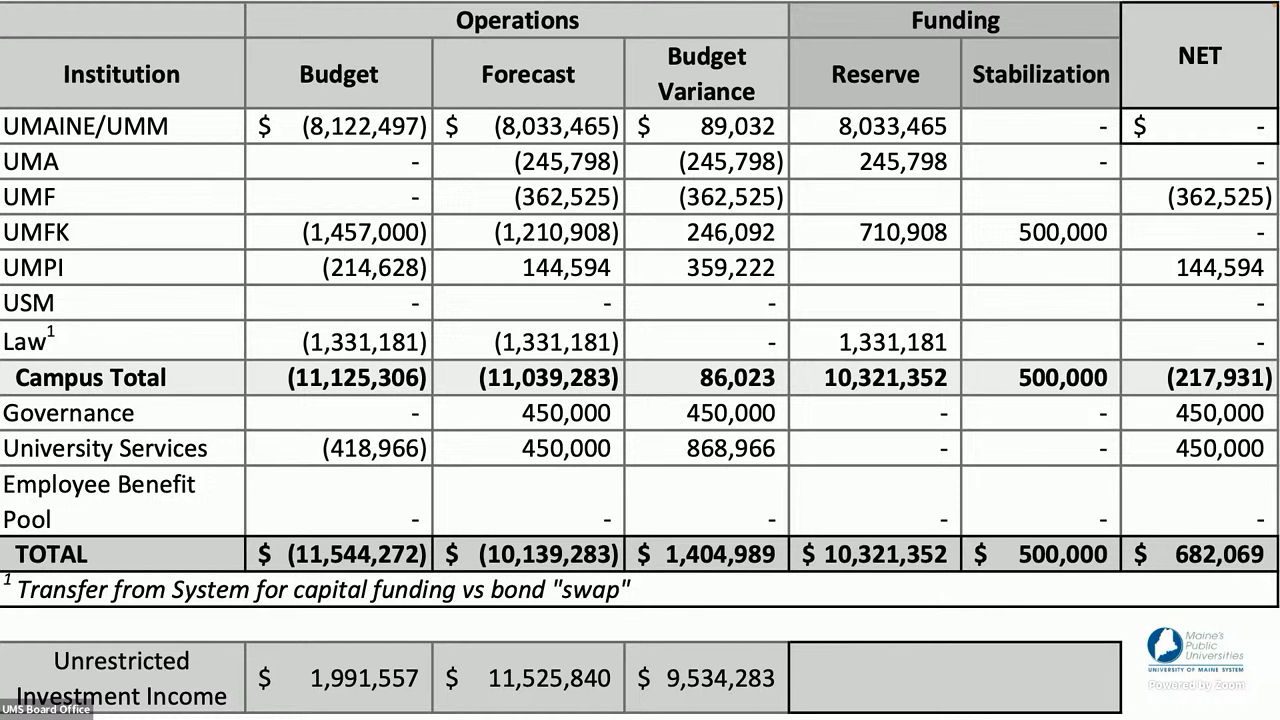 Operations Funding NET
Institution Budget Forecast Budget Variance Reserve Stabilization
UMAINE/UMM $ (8,122,497) $ (8,033,465) $ 89,032 8,033,465 - $ -
UMA - (245,798) (245,798) 245,798 - -
UMF - (362,525) (362,525) (362,525)
UMFK (1,457,000) (1,210,908) 246,092 710,908 500,000 -
UMPI (214,628) 144,594 359,222 144,594
USM - - - -
Law1 (1,331,181) (1,331,181) - 1,331,181 -
Campus Total (11,125,306) (11,039,283) 86,023 10,321,352 500,000 (217,931)
Governance - 450,000 450,000 - - 450,000
University Services (418,966) 450,000 868,966 - - 450,000
Employee Benefit
Pool - - - - - -
TOTAL $ (11,544,272) $ (10,139,283) $ 1,404,989 $ 10,321,352 $ 500,000 $ 682,069
1 Transfer from System for capital funding vs bond "swap"
Unrestricted
Investment Income $ 1,991,557 $ 11,525,840 $ 9,534,283
Maine's
Public
Universities
UNIVERSITY OF MAINE SYSTEM
Powered by Zoom
UMS Board Office